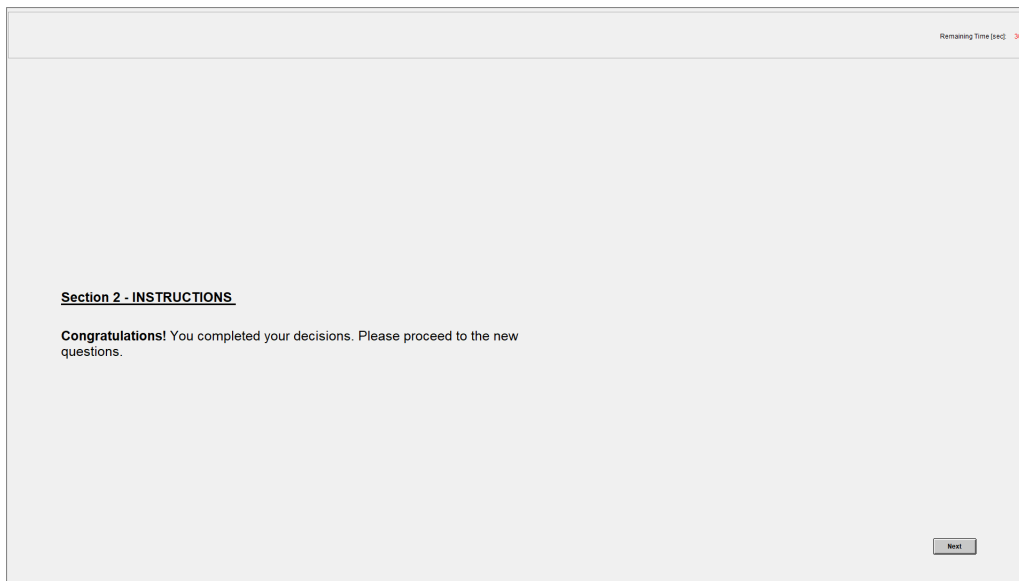 Remaining Time [sec]:
Section 2 - INSTRUCTIONS
Congratulations! You completed your decisions. Please proceed to the new
questions.
Next